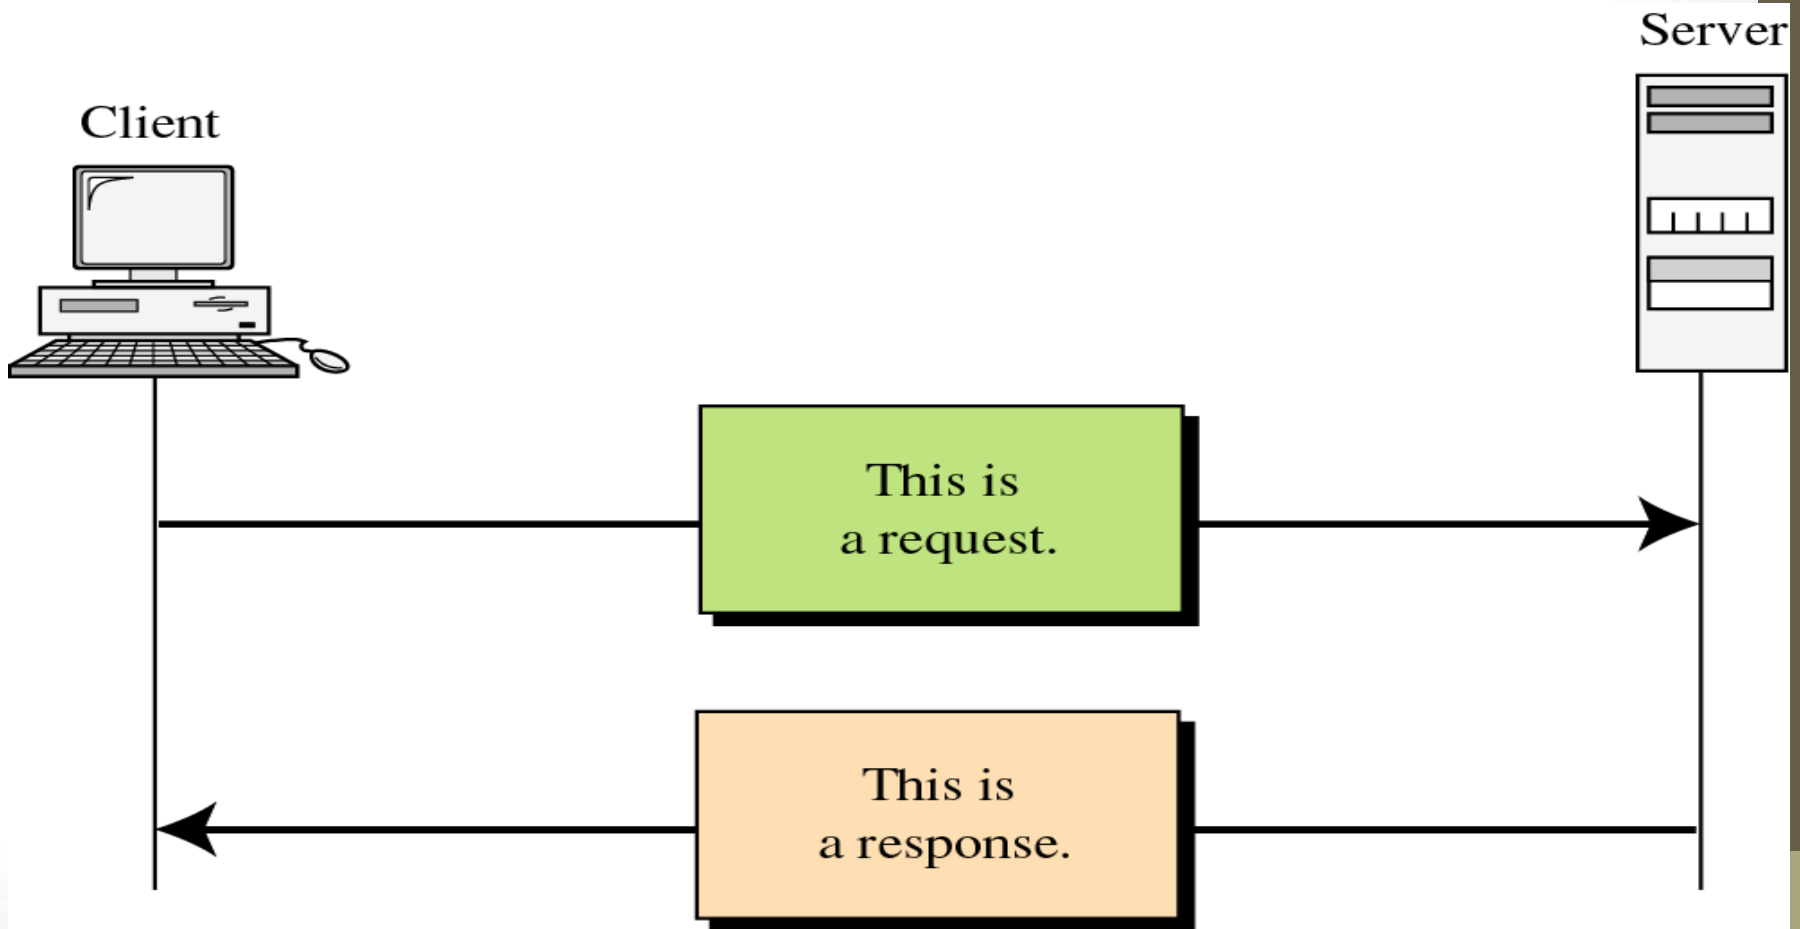 Server
Client
This is
a request.
This is
a response.